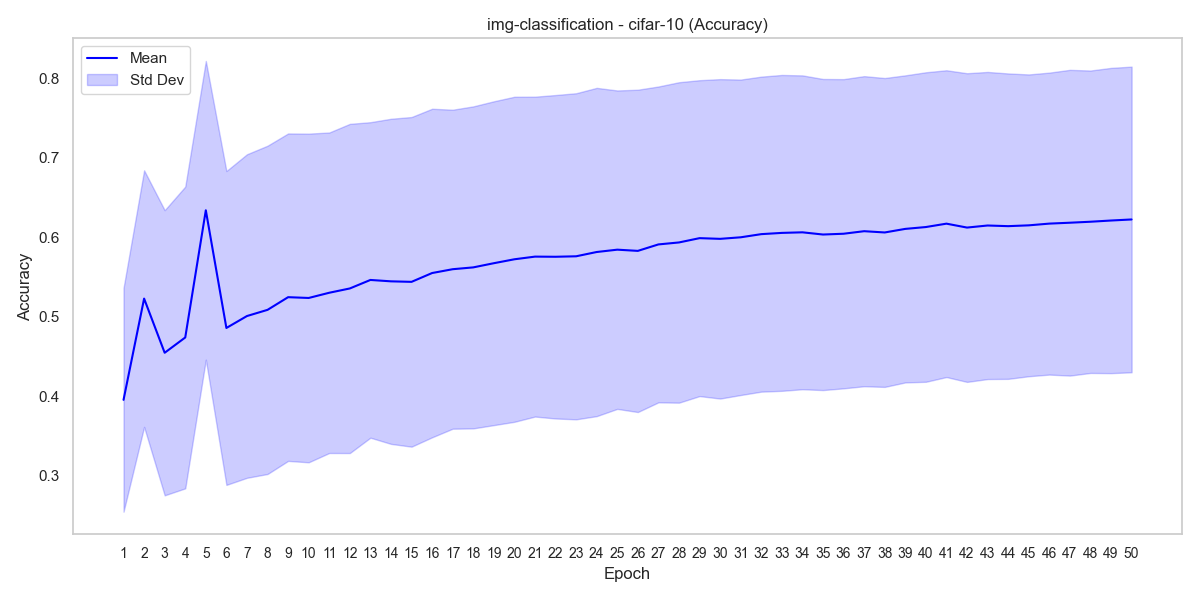 img-classification - cifar-10 (Accuracy)
Mean
Std Dev
0.8
0.7
0.6
0.5
0.4
0.3
Accuracy
1 2 3 4 5 6 7 8 9 10 11 12 13 14 15 16 17 18 19 20 21 22 23 24 25 26 27 28 29 30 31 32 33 34 35 36 37 38 39 40 41 42 43 44 45 46 47 48 49 50
Epoch